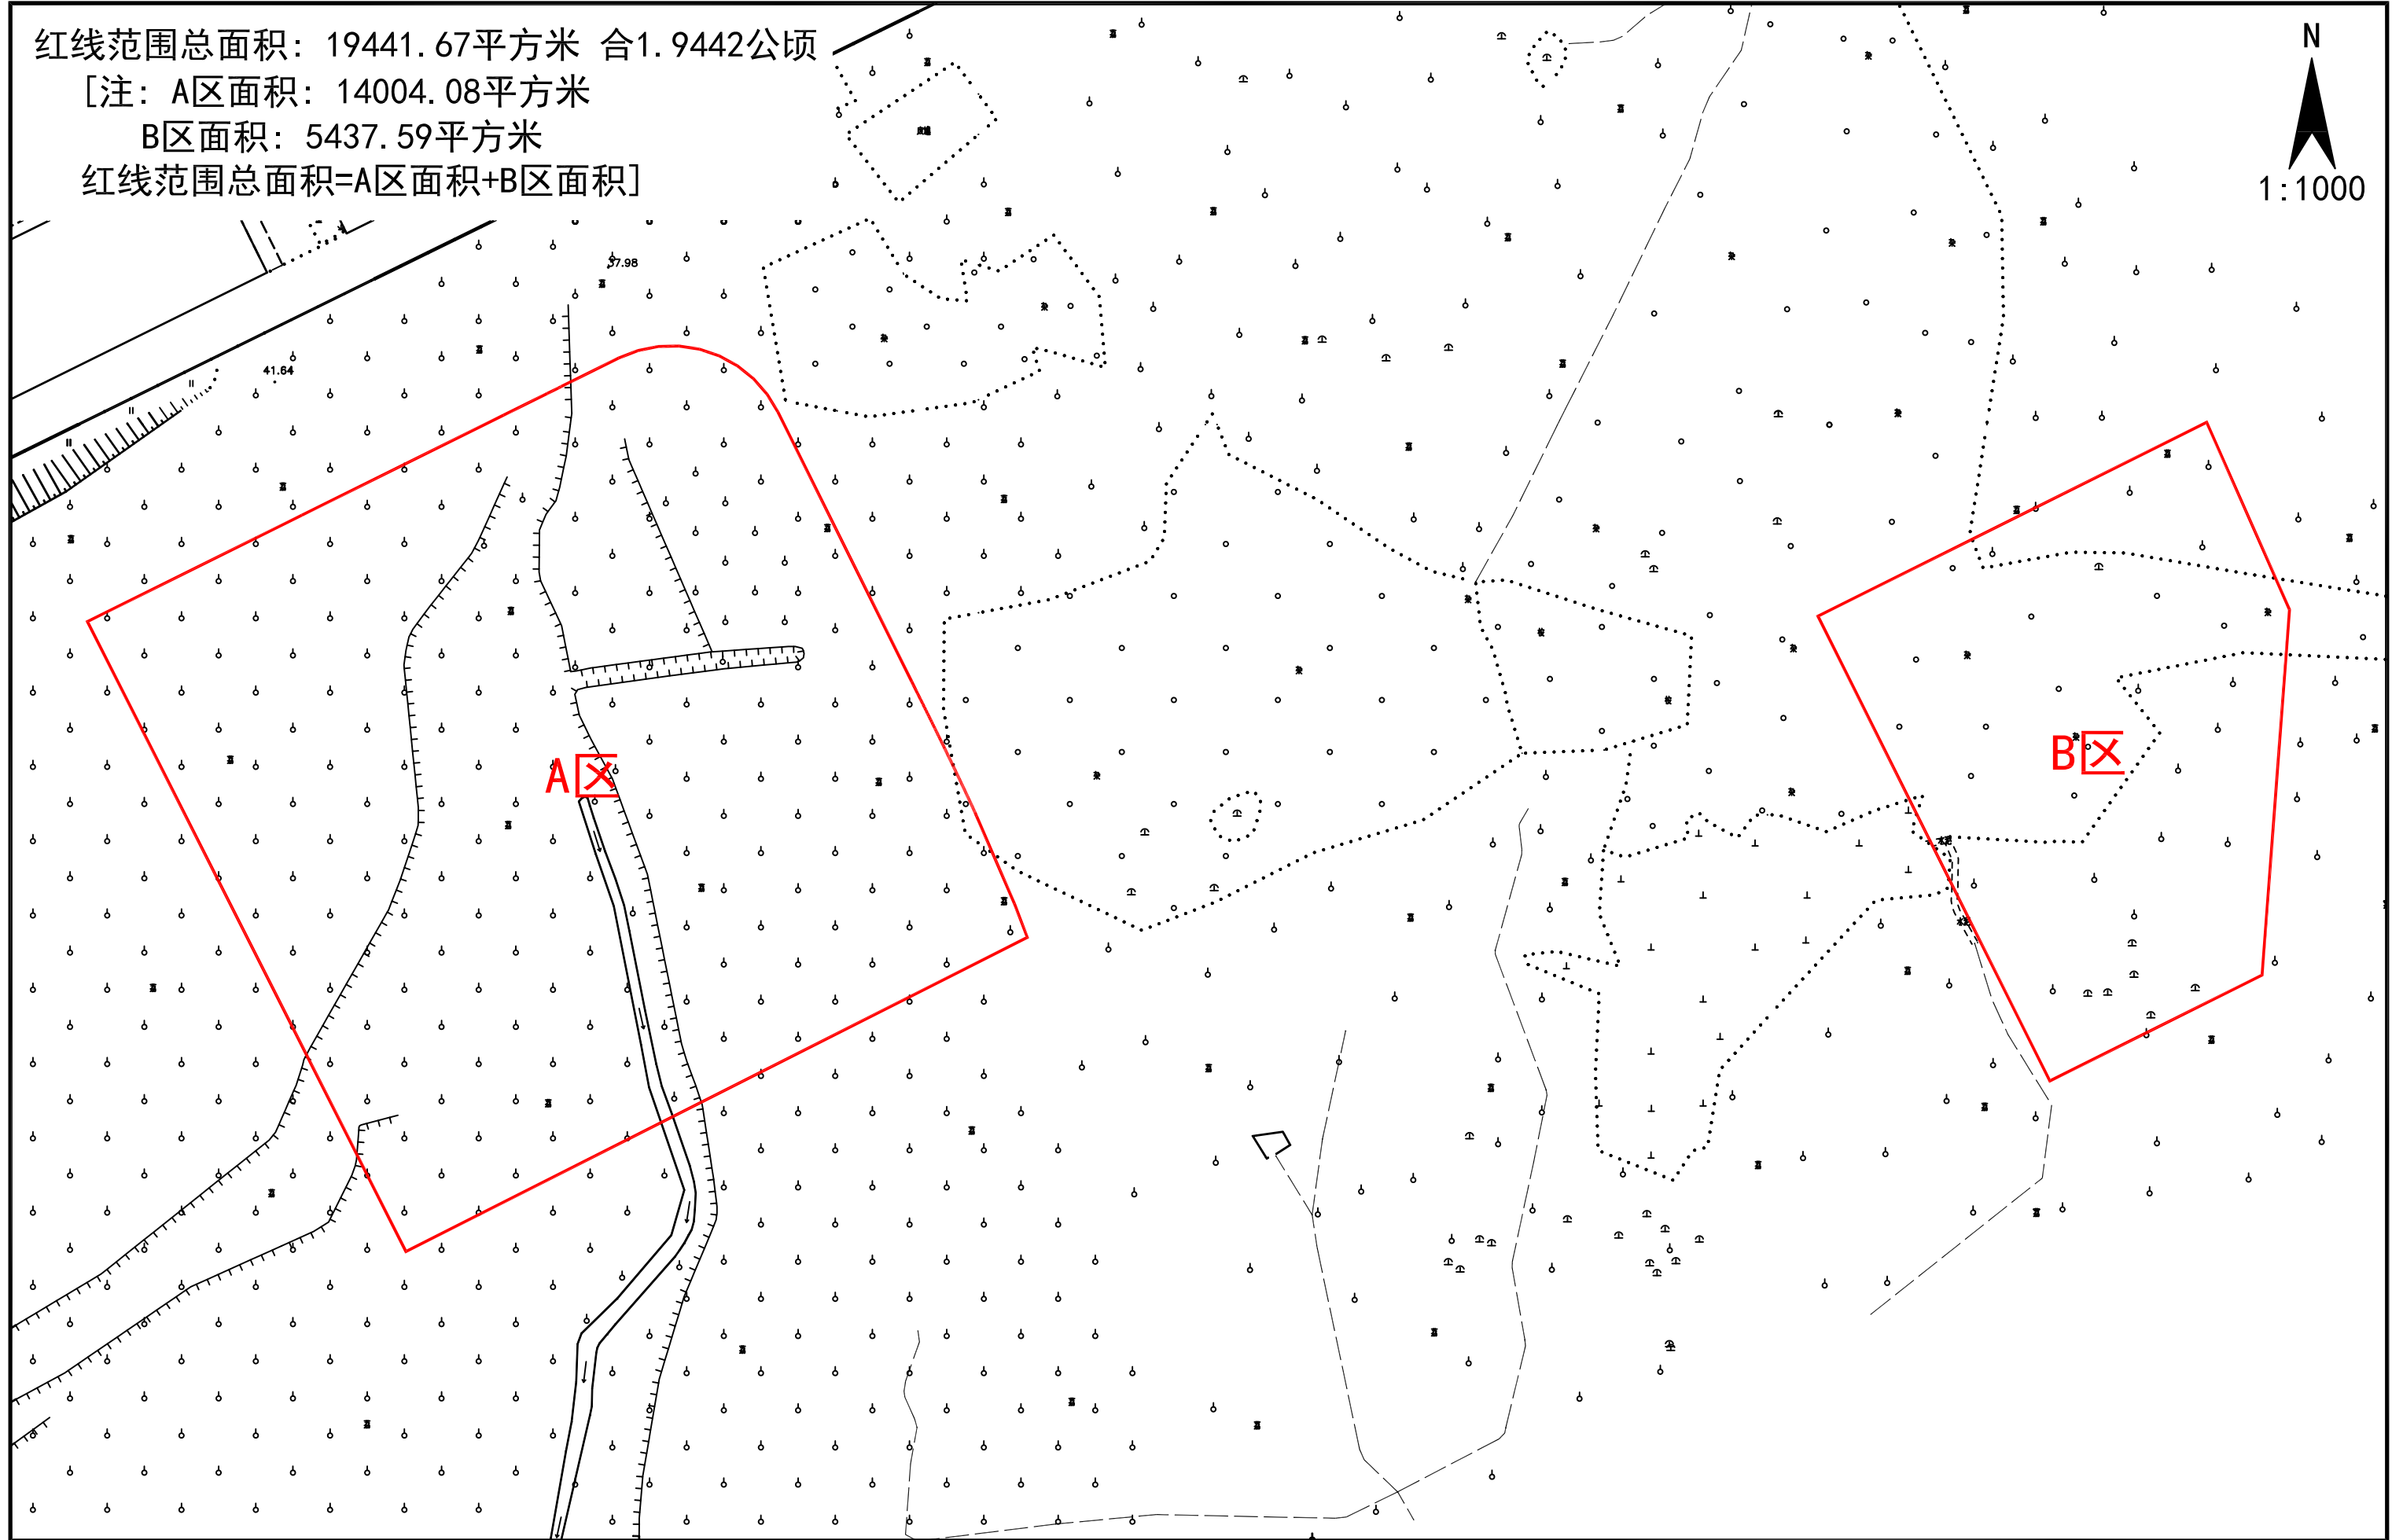 红线范围总面积: 19441.67平方米 合1.9442公顷
[注: A区面积: 14004.08平方米
B区面积: 5437.59平方米
红线范围总面积=A区面积+B区面积]
N
1:1000
37.98
41.64
A区
B区